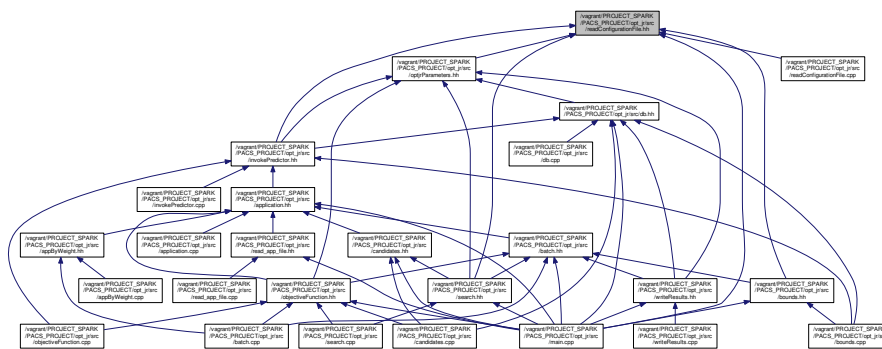 /vagrant/PROJECT_SPARK
/PACS_PROJECT/opt_jr/src
/readConfigurationFile.hh
/vagrant/PROJECT_SPARK
/PACS_PROJECT/opt_jr/src
/optjrParameters.hh
/vagrant/PROJECT_SPARK
/PACS_PROJECT/opt_jr/src
/readConfigurationFile.cpp
/vagrant/PROJECT_SPARK
/PACS_PROJECT/opt_jr/src/db.hh
/vagrant/PROJECT_SPARK
/PACS_PROJECT/opt_jr/src
/invokePredictor.hh
/vagrant/PROJECT_SPARK
/PACS_PROJECT/opt_jr/src
/db.cpp
/vagrant/PROJECT_SPARK
/PACS_PROJECT/opt_jr/src
/invokePredictor.cpp
/vagrant/PROJECT_SPARK
/PACS_PROJECT/opt_jr/src
/application.hh
/vagrant/PROJECT_SPARK
/PACS_PROJECT/opt_jr/src
/appByWeight.hh
/vagrant/PROJECT_SPARK
/PACS_PROJECT/opt_jr/src
/application.cpp
/vagrant/PROJECT_SPARK
/PACS_PROJECT/opt_jr/src
/read_app_file.hh
/vagrant/PROJECT_SPARK
/PACS_PROJECT/opt_jr/src
/candidates.hh
/vagrant/PROJECT_SPARK
/PACS_PROJECT/opt_jr/src
/batch.hh
/vagrant/PROJECT_SPARK
/PACS_PROJECT/opt_jr/src
/appByWeight.cpp
/vagrant/PROJECT_SPARK
/PACS_PROJECT/opt_jr/src
/read_app_file.cpp
/vagrant/PROJECT_SPARK
/PACS_PROJECT/opt_jr/src
/objectiveFunction.hh
/vagrant/PROJECT_SPARK
/PACS_PROJECT/opt_jr/src
/search.hh
/vagrant/PROJECT_SPARK
/PACS_PROJECT/opt_jr/src
/writeResults.hh
/vagrant/PROJECT_SPARK
/PACS_PROJECT/opt_jr/src
/bounds.hh
/vagrant/PROJECT_SPARK
/PACS_PROJECT/opt_jr/src
/objectiveFunction.cpp
/vagrant/PROJECT_SPARK
/PACS_PROJECT/opt_jr/src
/batch.cpp
/vagrant/PROJECT_SPARK
/PACS_PROJECT/opt_jr/src
/search.cpp
/vagrant/PROJECT_SPARK
/PACS_PROJECT/opt_jr/src
/candidates.cpp
/vagrant/PROJECT_SPARK
/PACS_PROJECT/opt_jr/src
/main.cpp
/vagrant/PROJECT_SPARK
/PACS_PROJECT/opt_jr/src
/writeResults.cpp
/vagrant/PROJECT_SPARK
/PACS_PROJECT/opt_jr/src
/bounds.cpp